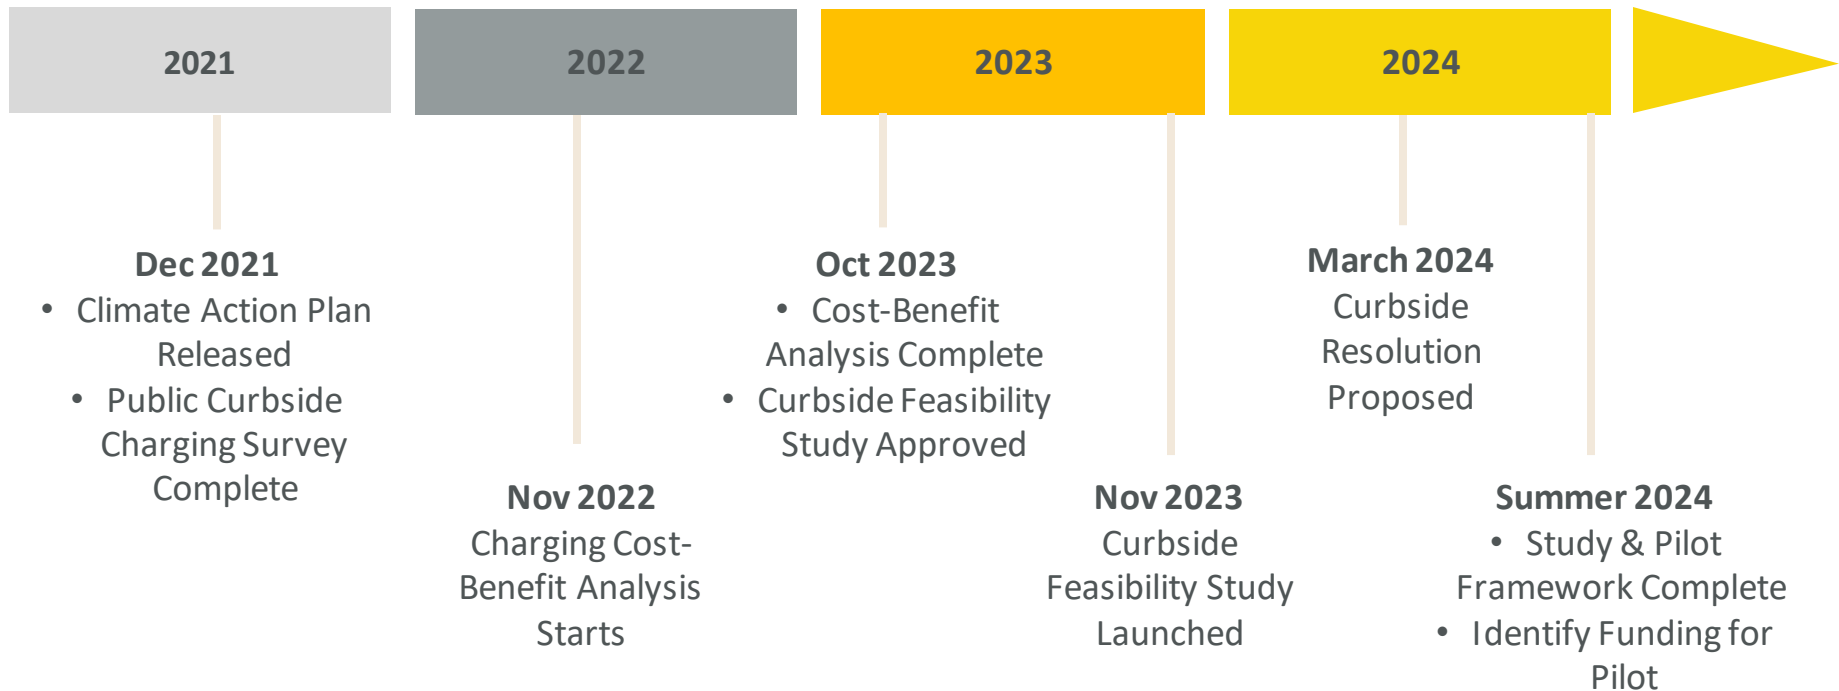 2021
2022
2023
2024
Dec 2021
• Climate Action Plan
Released
• Public Curbside
Charging Survey
Complete
Nov 2022
Charging Cost-
Benefit Analysis
Starts
Oct 2023
• Cost-Benefit
Analysis Complete
• Curbside Feasibility
Study Approved
Nov 2023
Curbside
Feasibility Study
Launched
March 2024
Curbside
Resolution
Proposed
Summer 2024
• Study & Pilot
Framework Complete
• Identify Funding for
Pilot